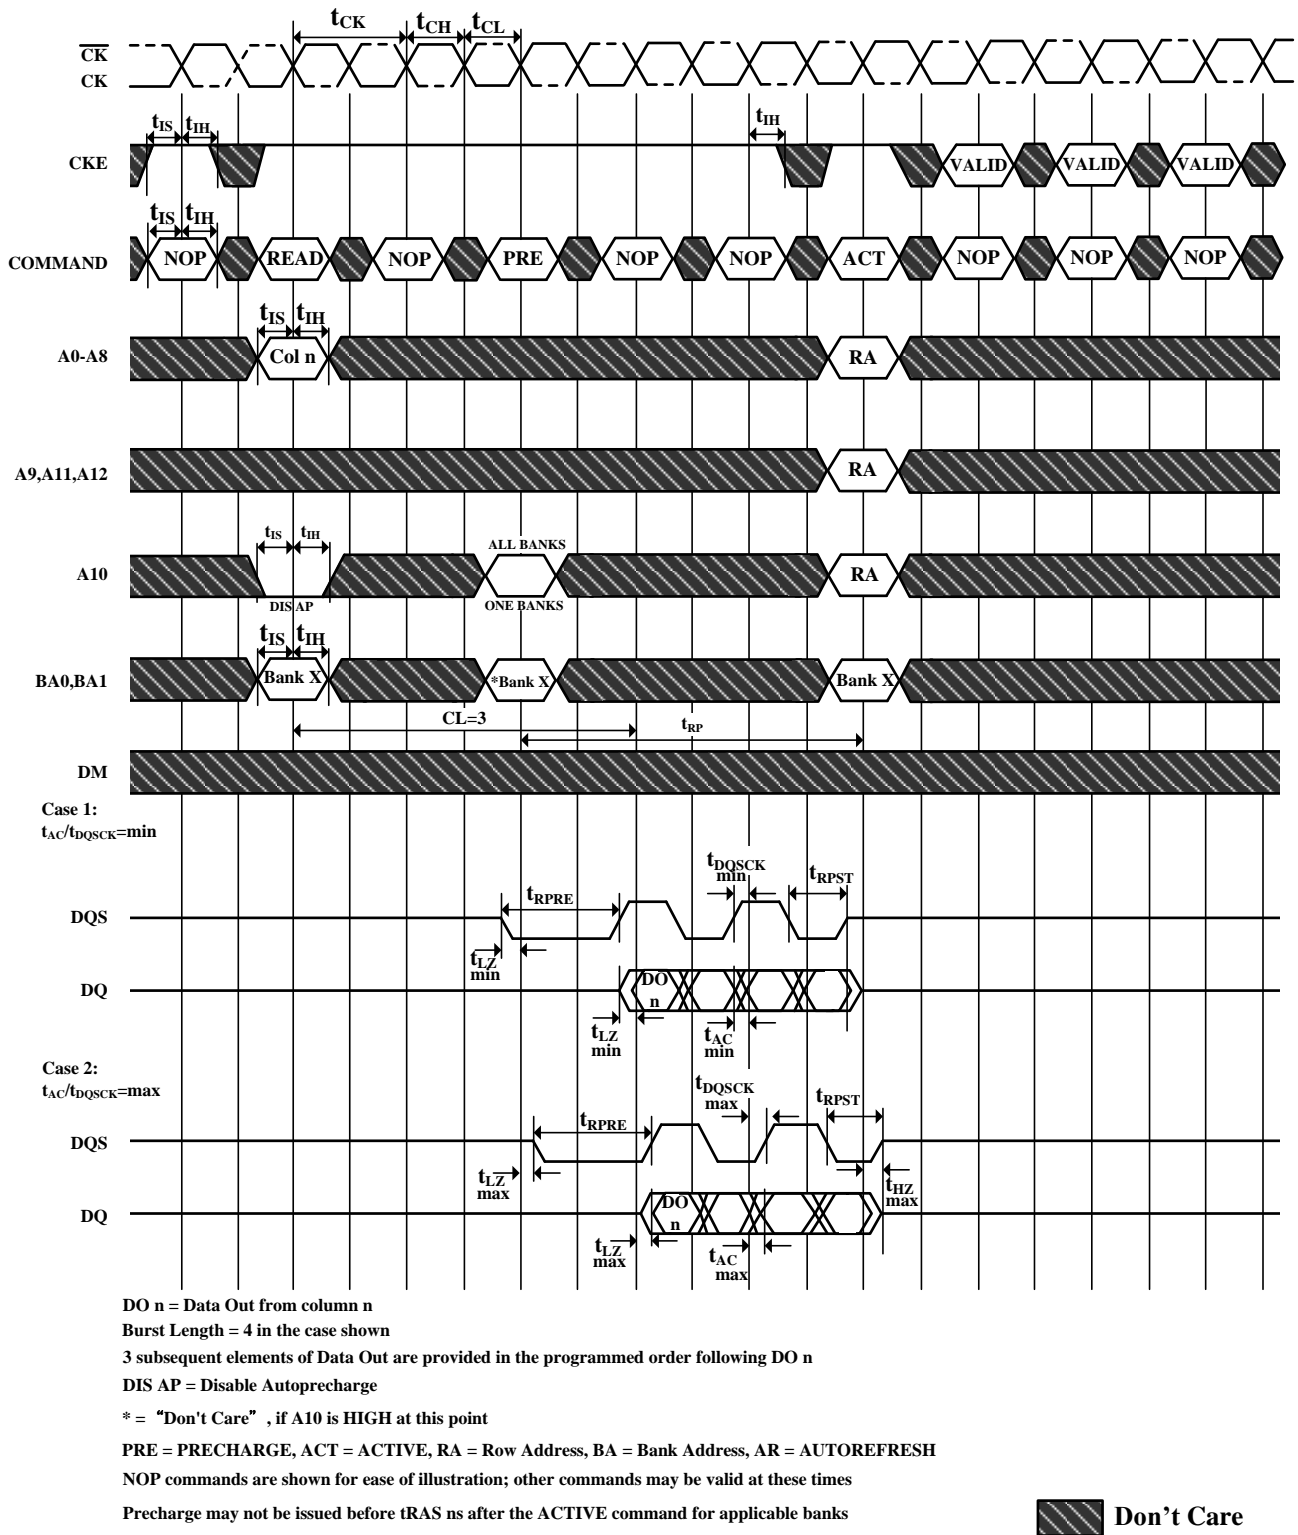 tCK tCH tCL
CK
CK
tIS tIH tIH
CKE VALID VALID VALID
tIS tIH
COMMAND NOP READ NOP PRE NOP NOP ACT NOP NOP NOP
tIS tIH
A0-A8 Col n RA
A9,A11,A12 RA
tIS tIH ALL BANKS
A10 RA
DIS AP ONE BANKS
tIS tIH
BA0,BA1 Bank X *Bank X Bank X
CL=3 tRP
DM
Case 1:
tAC/tDQSCK=min
tDQSCK
min
tRPRE tRPST
DQS
tLZ
min
DQ DO
n
tLZ
min
tAC
min
Case 2:
tAC/tDQSCK=max
tDQSCK
max
tRPRE tRPST
DQS
tLZ
max
tHZ
max
DQ DO
n
tLZ
max
tAC
max
DO n = Data Out from column n
Burst Length = 4 in the case shown
3 subsequent elements of Data Out are provided in the programmed order following DO n
DIS AP = Disable Autoprecharge
* = “Don't Care” , if A10 is HIGH at this point
PRE = PRECHARGE, ACT = ACTIVE, RA = Row Address, BA = Bank Address, AR = AUTOREFRESH
NOP commands are shown for ease of illustration; other commands may be valid at these times
Precharge may not be issued before tRAS ns after the ACTIVE command for applicable banks
Don't Care